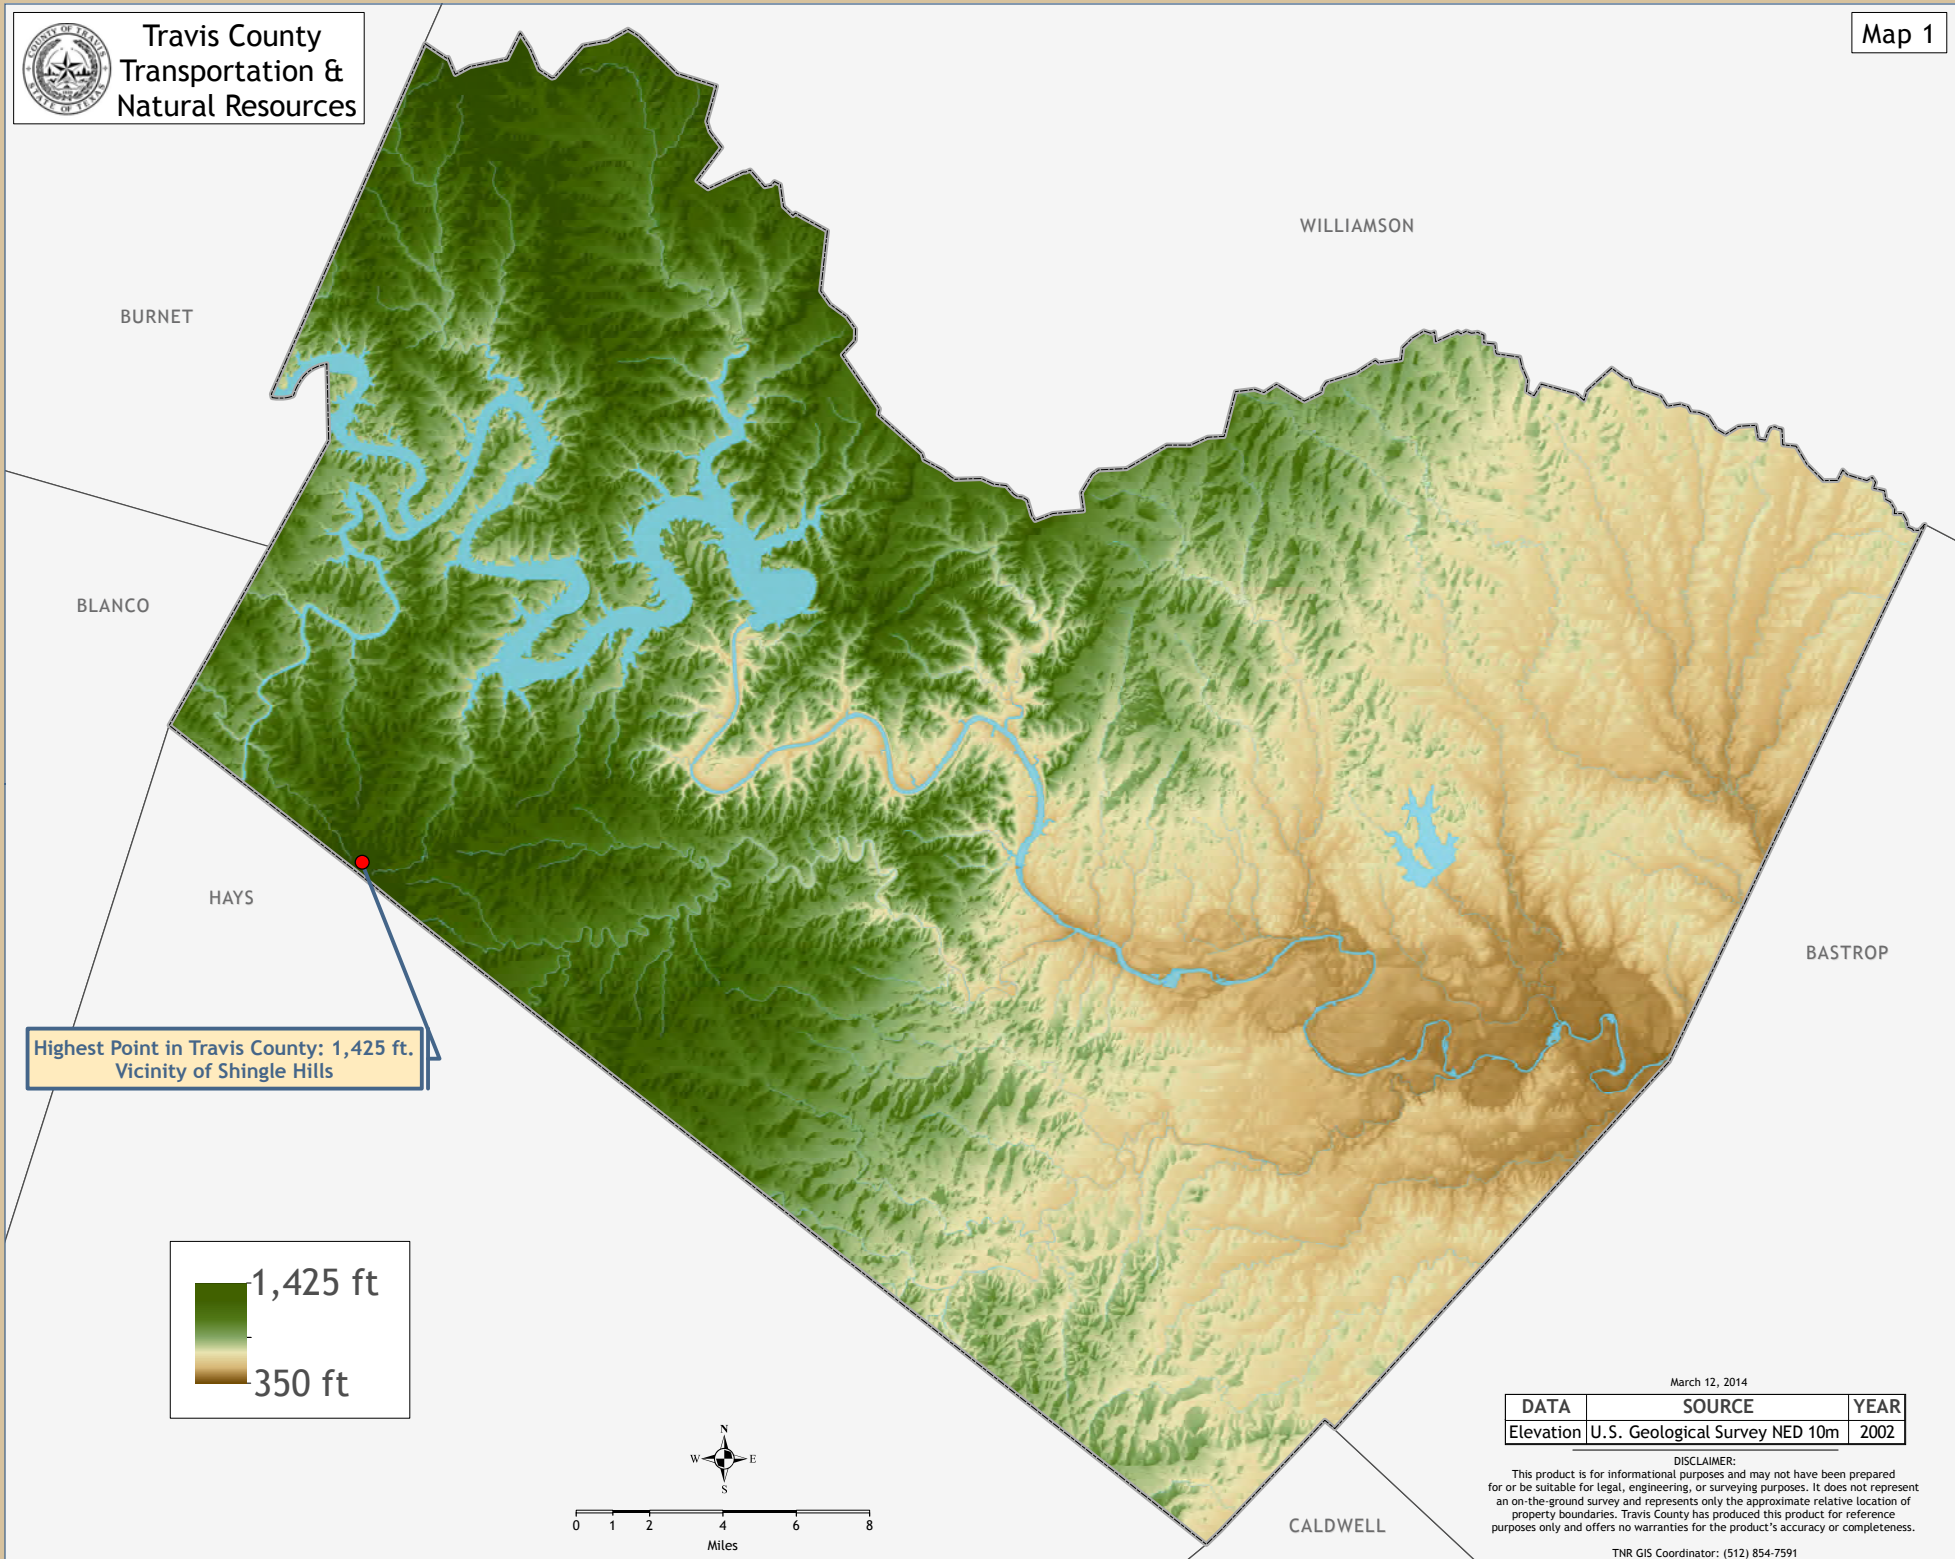 COUNTY OF TRAVIS
STATE OF TEXAS
Travis County
Transportation &
Natural Resources
Map 1
WILLIAMSON
BURNET
BLANCO
HAYS
BASTROP
Highest Point in Travis County: 1,425 ft.
Vicinity of Shingle Hills
1,425 ft
350 ft
N
W E
S
0 1 2 4 6 8
Miles
CALDWELL
March 12, 2014
DATA SOURCE YEAR
Elevation U.S. Geological Survey NED 10m 2002
DISCLAIMER:
This product is for informational purposes and may not have been prepared
for or be suitable for legal, engineering, or surveying purposes. It does not represent
an on-the-ground survey and represents only the approximate relative location of
property boundaries. Travis County has produced this product for reference
purposes only and offers no warranties for the product's accuracy or completeness.
TNR GIS Coordinator: (512) 854-7591